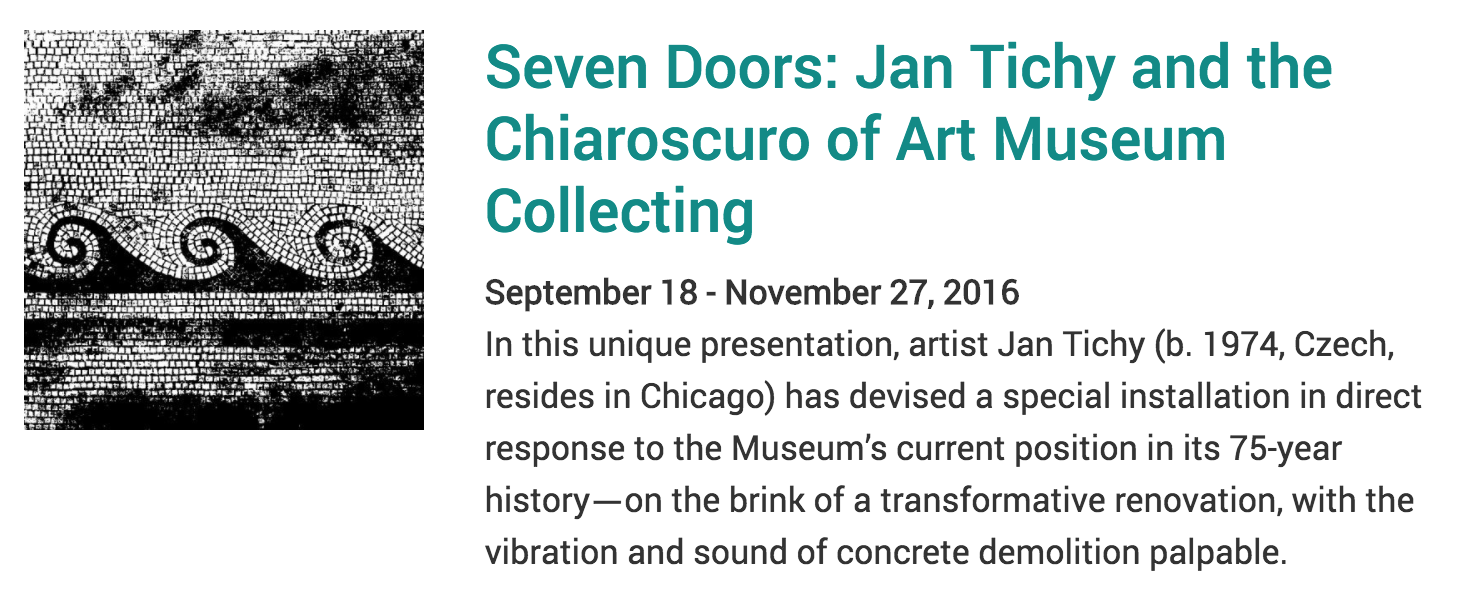 Seven Doors: Jan Tichy and the
Chiaroscuro of Art Museum
Collecting
September 18 - November 27, 2016
In this unique presentation, artist Jan Tichy (b. 1974, Czech,
resides in Chicago) has devised a special installation in direct
response to the Museum’s current position in its 75-year
history—on the brink of a transformative renovation, with the
vibration and sound of concrete demolition palpable.